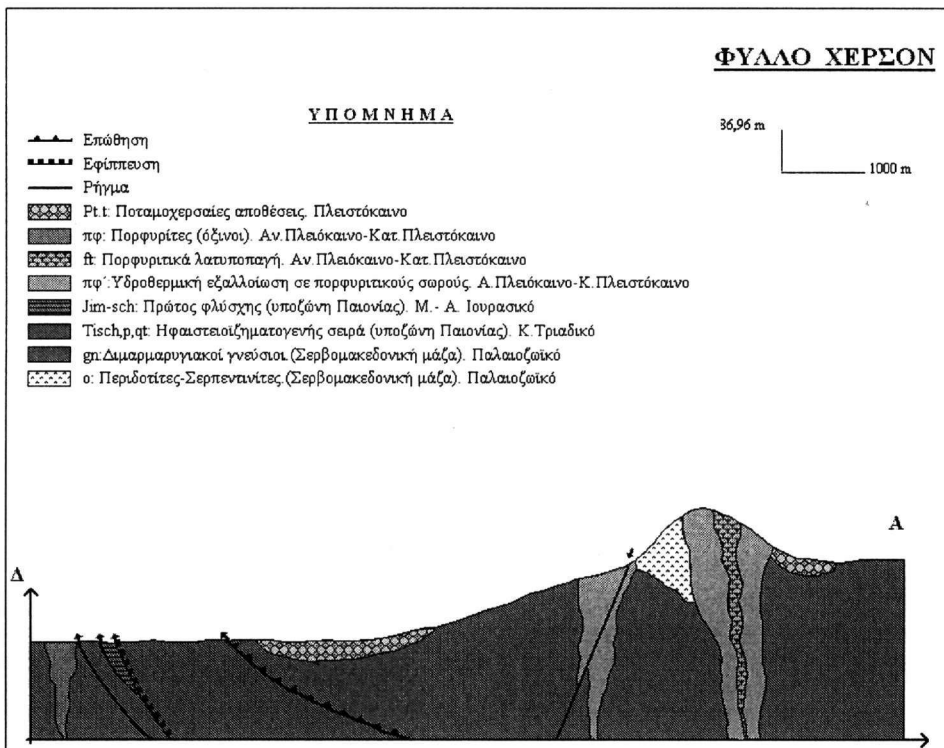 ΦΥΛΛΟ ΧΕΡΣΟΝ
ΥΠΟΜΝΗΜΑ
Επώθηση
Εφίππευση
Ρήγμα
Pt.t: Ποταμοχερσαίες αποθέσεις. Πλειστόκαινο
πφ: Πορφυρίτες (όξινοι). Αν.Πλειόκαινο-Κατ.Πλειστόκαινο
ft: Πορφυριτικά λατυποπαγή. Αν.Πλειόκαινο-Κατ.Πλειστόκαινο
πφ΄:Υδροθερμική εξαλλοίωση σε πορφυριτικούς σωρούς. Α.Πλειόκαινο-Κ.Πλειστόκαινο
Jim-sch: Πρώτος φλύσχης (υποζώνη Παιονίας). Μ.- Α. Ιουρασικό
Tisch,p,qt: Ηφαιστειοϊζηματογενής σειρά (υποζώνη Παιονίας). Κ.Τριαδικό
gn:Διμαρμαρυγιακοί γνεύσιοι.(Σερβομακεδονική μάζα). Παλαιοζωϊκό
ο: Περιδοτίτες-Σερπεντινίτες.(Σερβομακεδονική μάζα). Παλαιοζωϊκό
86,96 m
1000 m
Δ
Α